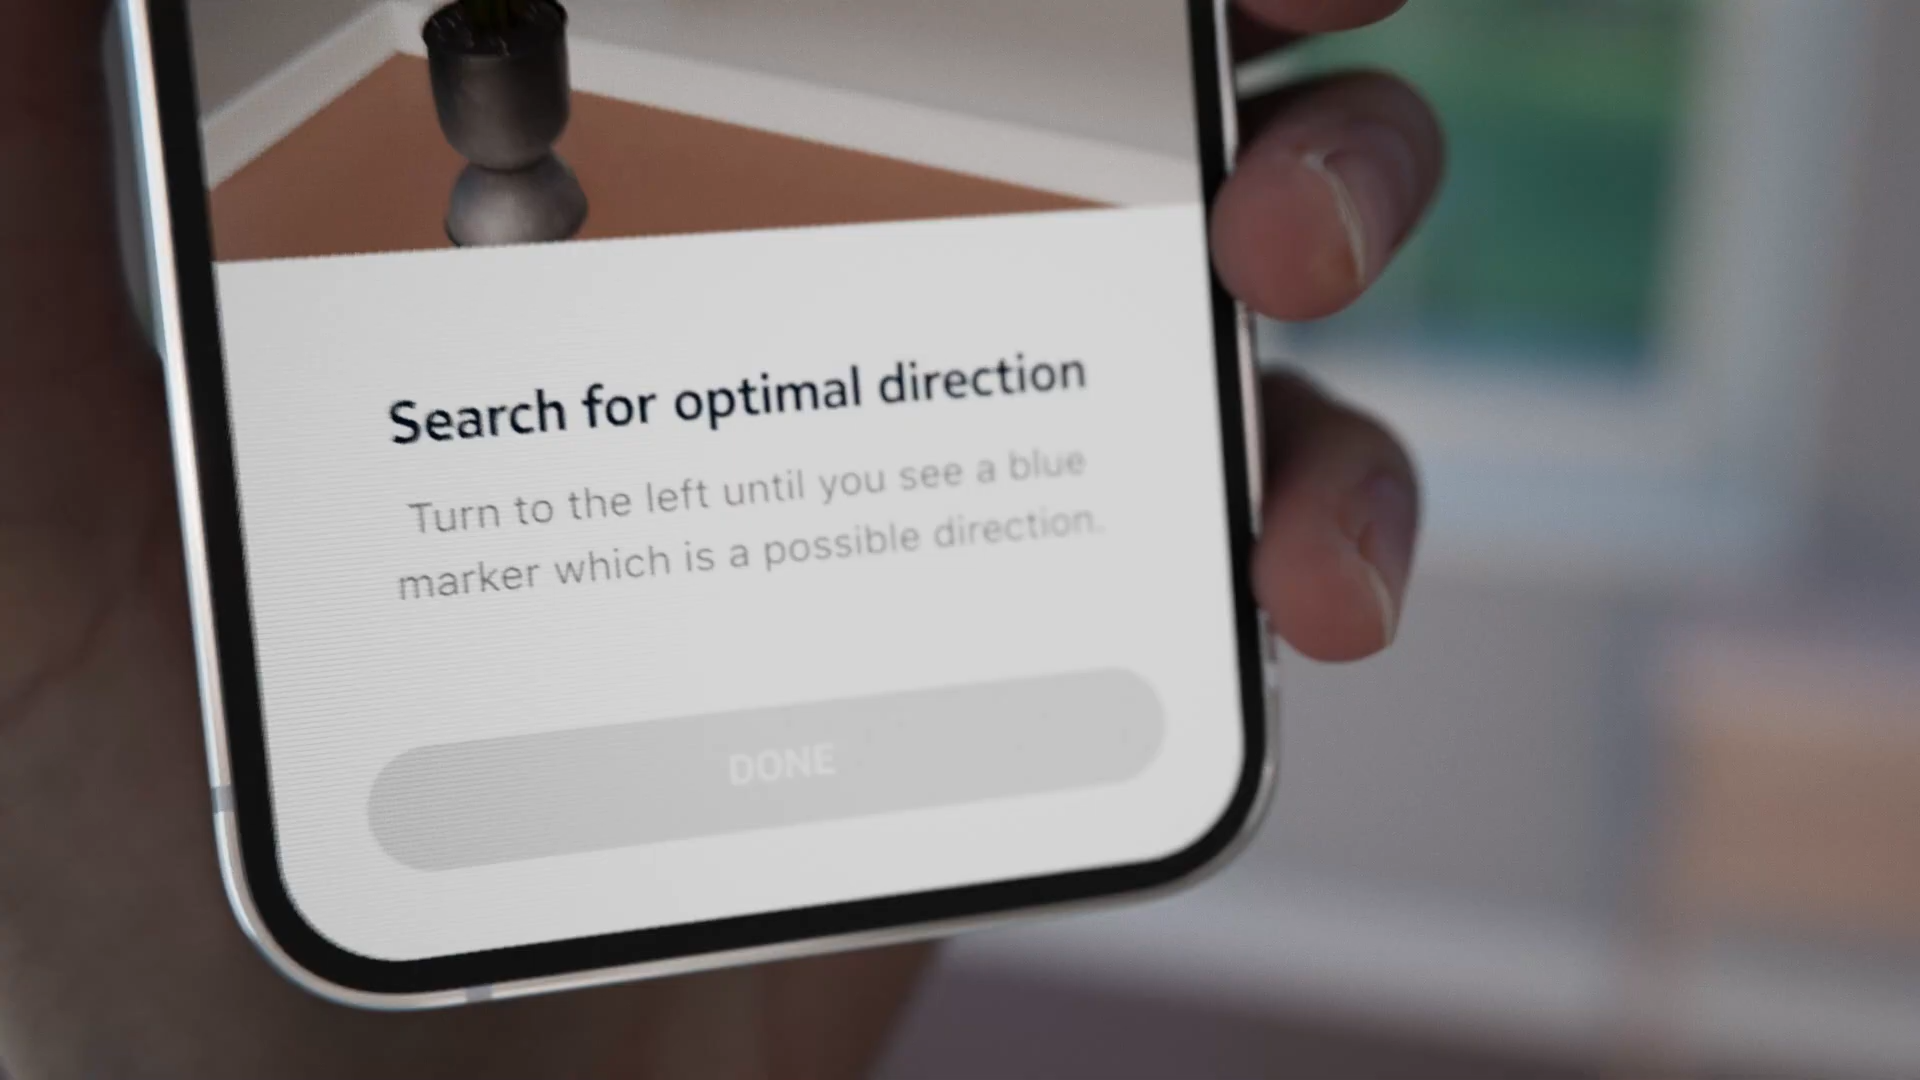 Search for optimal direction
Turn to the left until you see a blue
marker which is a possible direction.
DONE